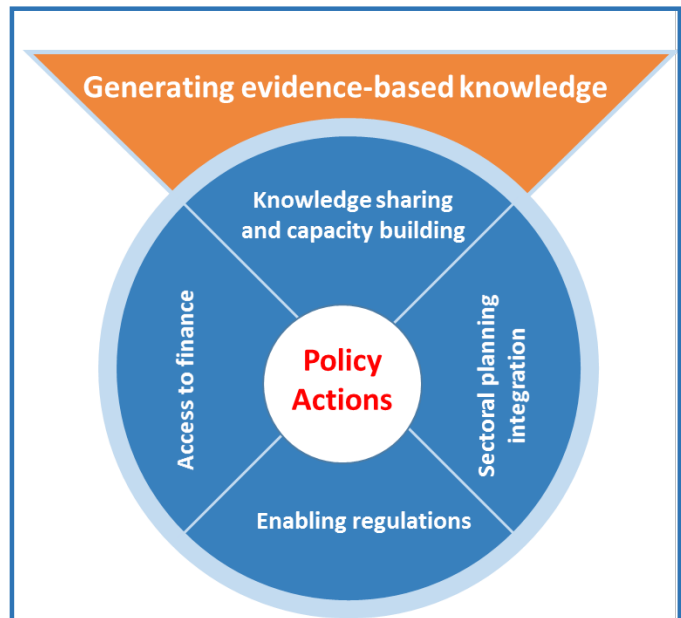 Generating evidence-based knowledge
Knowledge sharing
and capacity building
Access to finance
Policy
Actions
Sectoral planning
integration
Enabling regulations